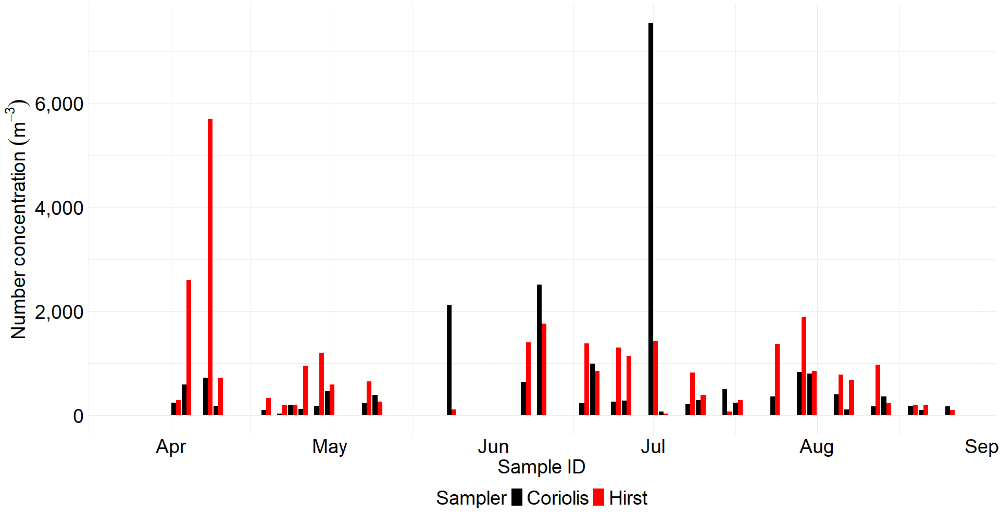 Number concentration (m⁻³)
6,000
4,000
2,000
0
Apr May Jun Jul Aug Sep
Sample ID
Sampler Coriolis Hirst